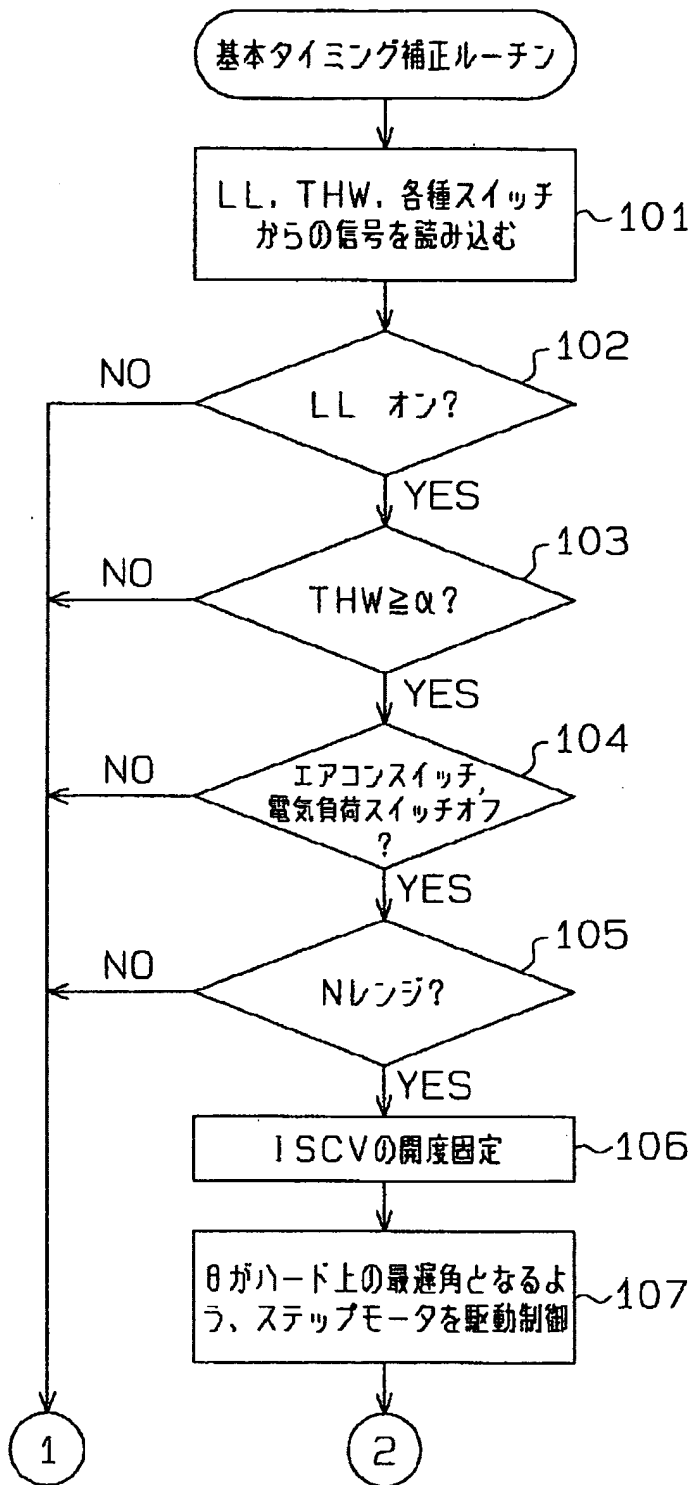 基本タイミング補正ルーチン
LL, THW, 各種スイッチ
からの信号を読み込む
101
102
NO
LL オン?
YES
103
NO
THW≧α?
YES
104
NO
エアコンスイッチ,
電気負荷スイッチオフ
?
YES
105
NO
Nレンジ?
YES
ISCVの開度固定
106
θがハード上の最遅角となるよ
う、ステップモータを駆動制御
107
1
2